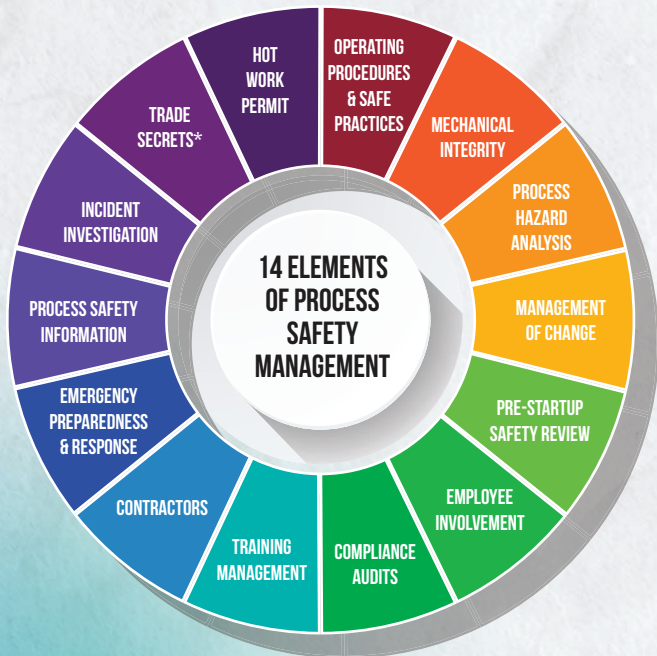 14 ELEMENTS
OF PROCESS
SAFETY
MANAGEMENT
OPERATING
PROCEDURES
& SAFE
PRACTICES
MECHANICAL
INTEGRITY
PROCESS
HAZARD
ANALYSIS
MANAGEMENT
OF CHANGE
PRE-STARTUP
SAFETY REVIEW
EMPLOYEE
INVOLVEMENT
COMPLIANCE
AUDITS
TRAINING
MANAGEMENT
CONTRACTORS
EMERGENCY
PREPAREDNESS
& RESPONSE
PROCESS SAFETY
INFORMATION
INCIDENT
INVESTIGATION
TRADE
SECRETS*
HOT
WORK
PERMIT